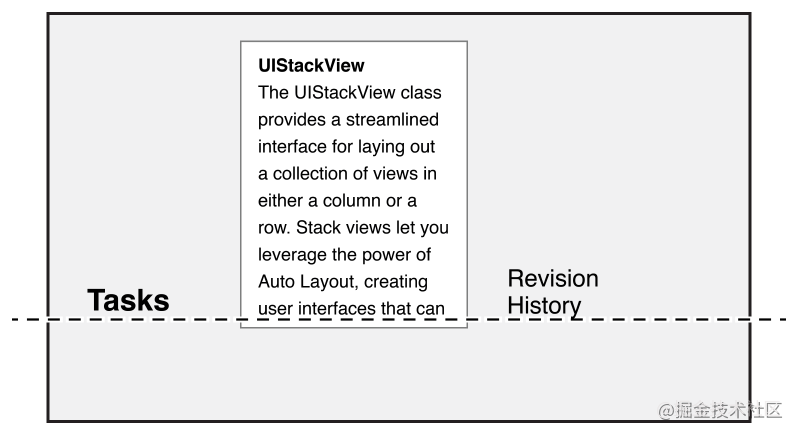 UIStackView
The UIStackView class
provides a streamlined
interface for laying out
a collection of views in
either a column or a
row. Stack views let you
leverage the power of
Auto Layout, creating
user interfaces that can
Tasks
Revision
History
@掘金技术社区